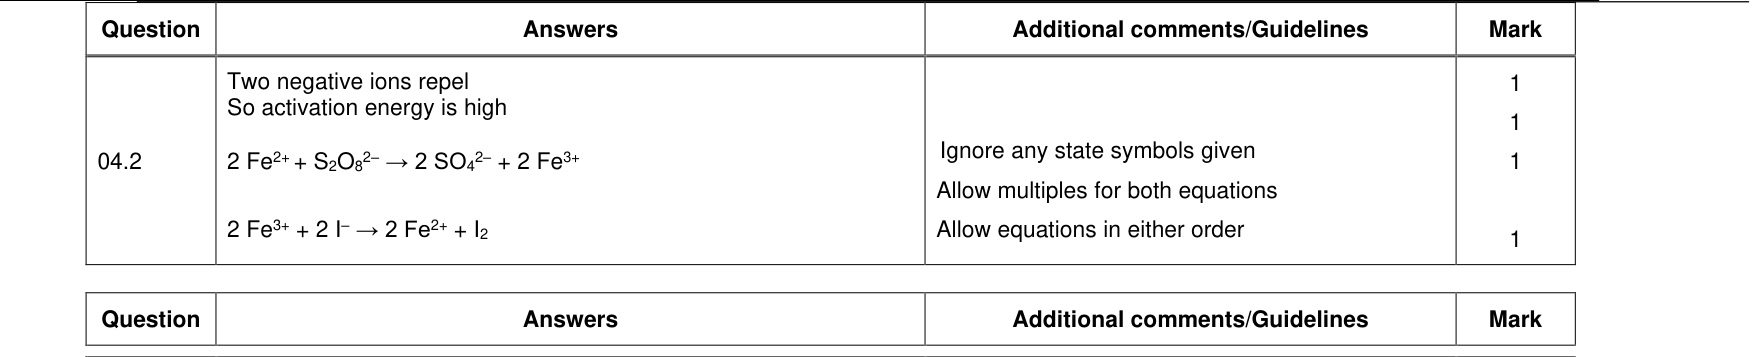 Question Answers Additional comments/Guidelines Mark
Two negative ions repel 1
So activation energy is high 1
04.2 2 Fe²⁺ + S₂O₈²⁻ → 2 SO₄²⁻ + 2 Fe³⁺ Ignore any state symbols given 1
Allow multiples for both equations
2 Fe³⁺ + 2 I⁻ → 2 Fe²⁺ + I₂ Allow equations in either order 1
Question Answers Additional comments/Guidelines Mark